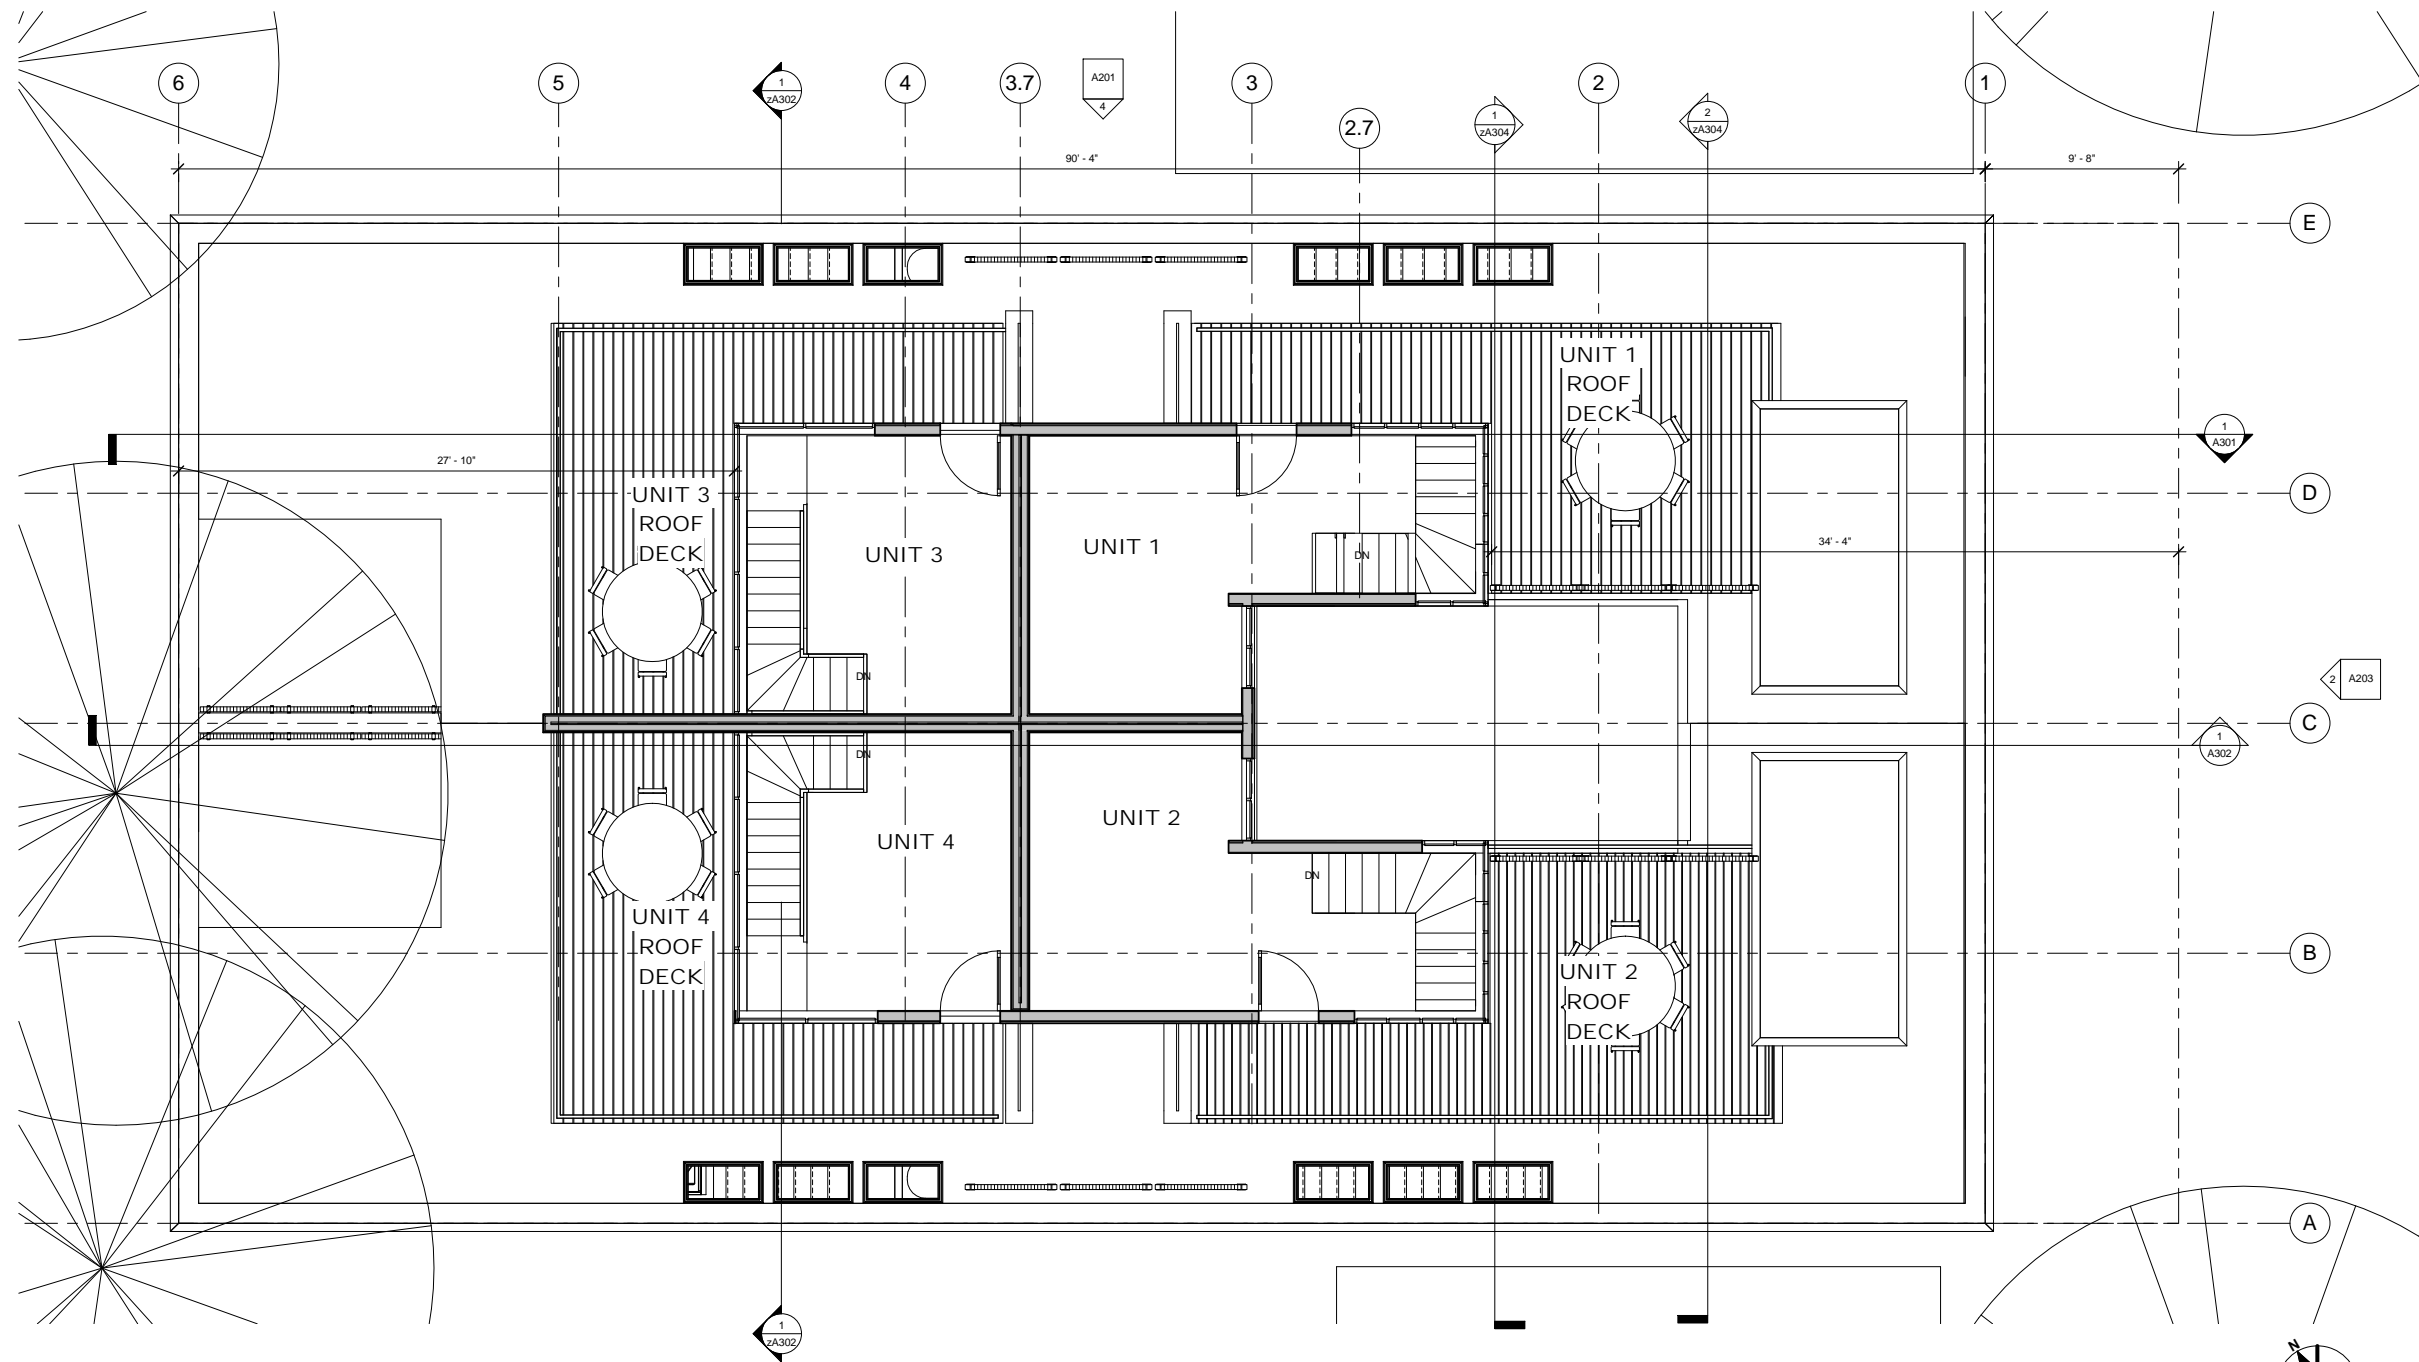 6
5
1
zA302
4
3.7
A201
4
3
2.7
1
zA304
2
2
zA304
1
90' - 4"
9' - 8"
E
UNIT 1
ROOF
DECK
1
A301
27' - 10"
UNIT 3
ROOF
DECK
D
UNIT 3
UNIT 1
DN
34' - 4"
DN
2
A203
C
1
A302
DN
UNIT 4
UNIT 2
DN
UNIT 4
ROOF
DECK
B
UNIT 2
ROOF
DECK
A
1
zA302
N